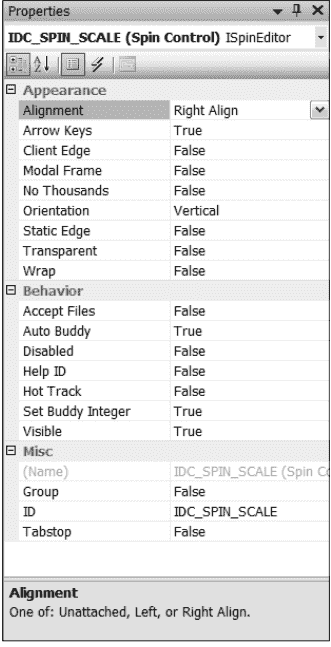 Properties
IDC_SPIN_SCALE (Spin Control) ISpinEditor
Appearance
Alignment Right Align
Arrow Keys True
Client Edge False
Modal Frame False
No Thousands False
Orientation Vertical
Static Edge False
Transparent False
Wrap False
Behavior
Accept Files False
Auto Buddy True
Disabled False
Help ID False
Hot Track False
Set Buddy Integer True
Visible True
Misc
(Name) IDC_SPIN_SCALE (Spin Co
Group False
ID IDC_SPIN_SCALE
Tabstop False
Alignment
One of: Unattached, Left, or Right Align.